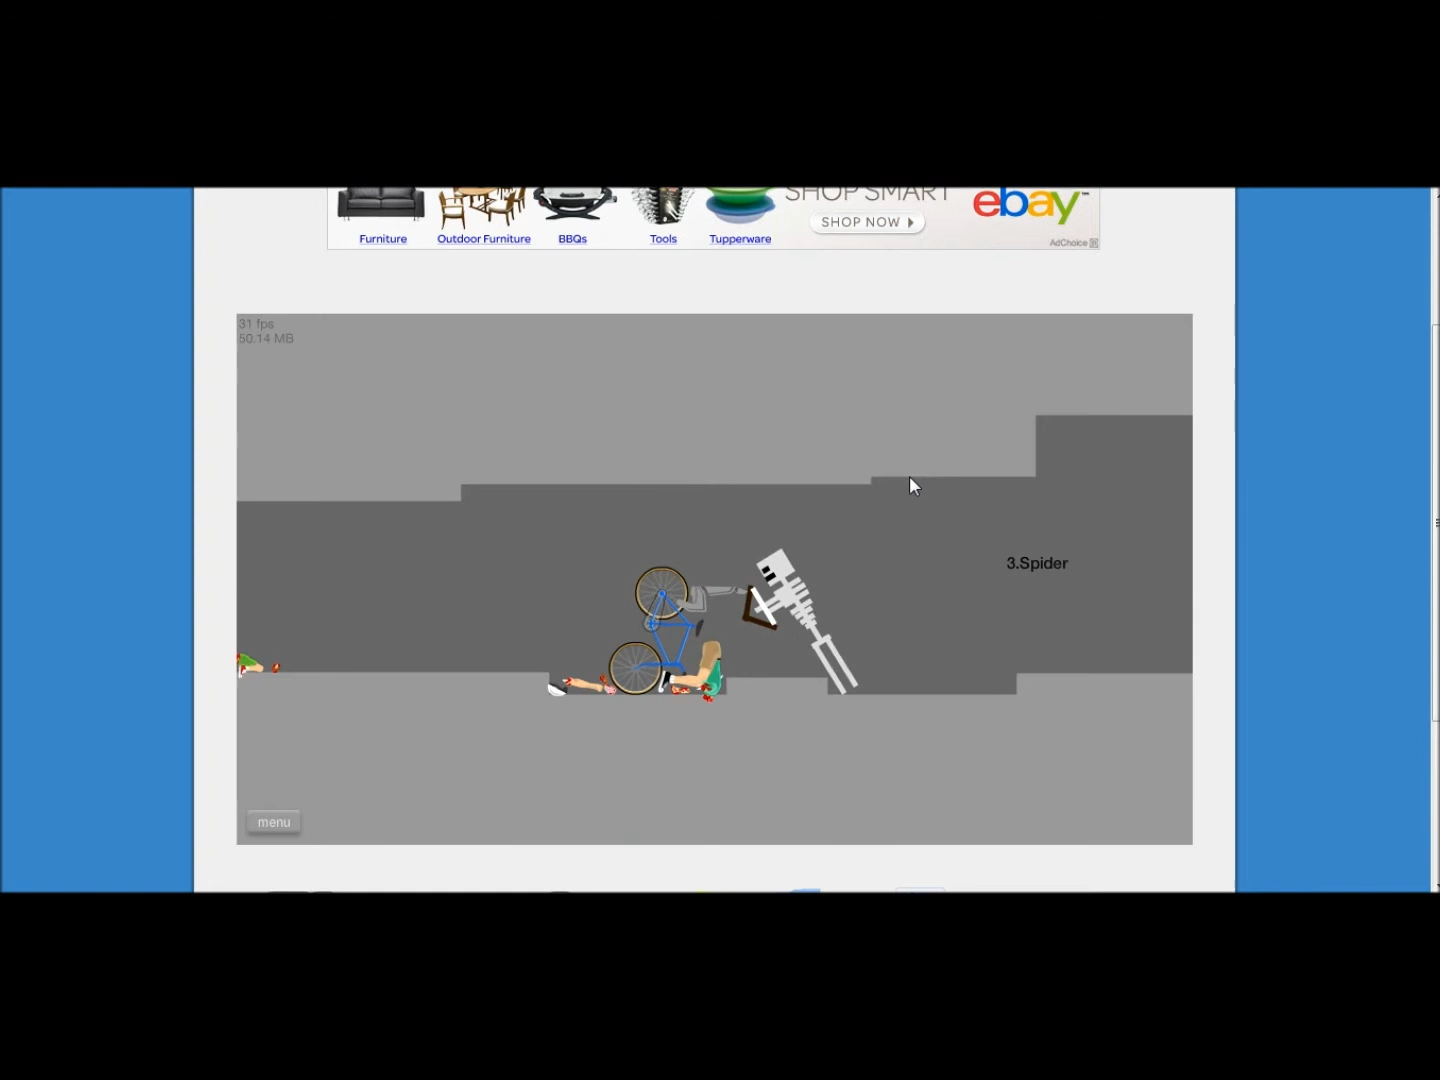 SHOP SMART
ebay™
SHOP NOW
Furniture
Outdoor Furniture
BBQs
Tools
Tupperware
AdChoice
31 fps
50.14 MB
3.Spider
menu